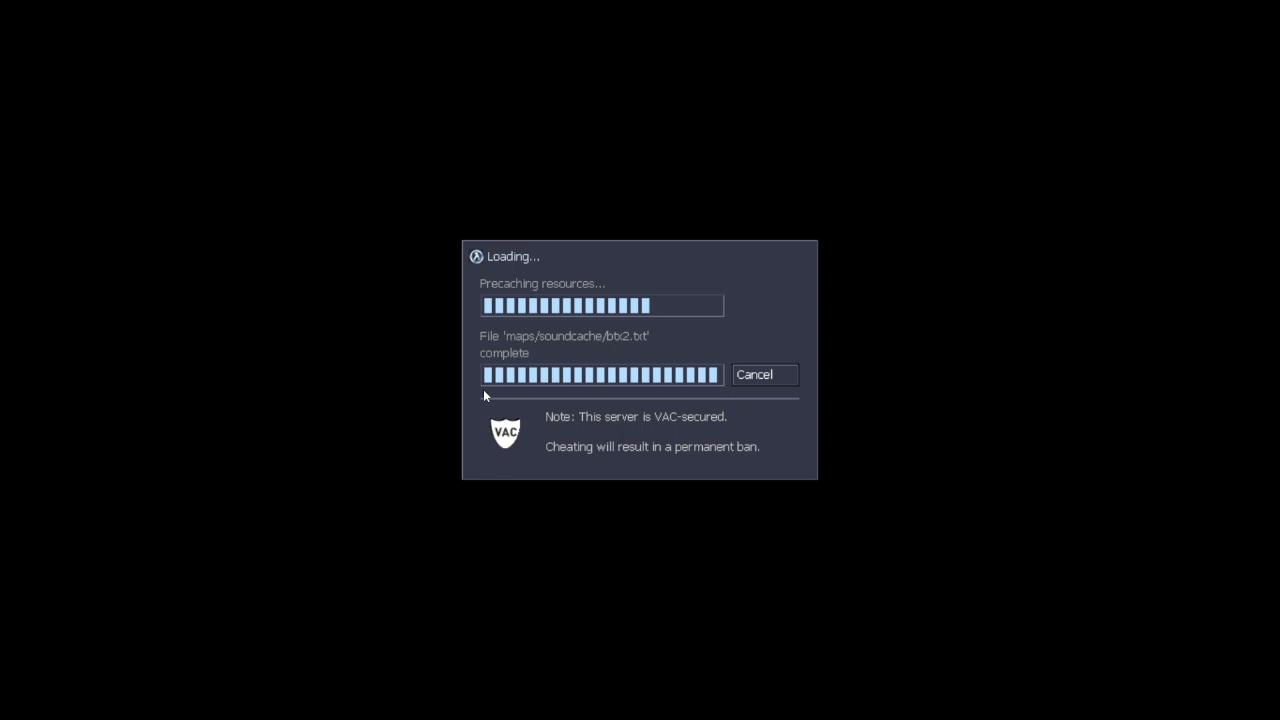 Loading...
Precaching resources...
File 'maps/soundcache/btx2.txt'
complete
Cancel
Note: This server is VAC-secured.
VAC
Cheating will result in a permanent ban.